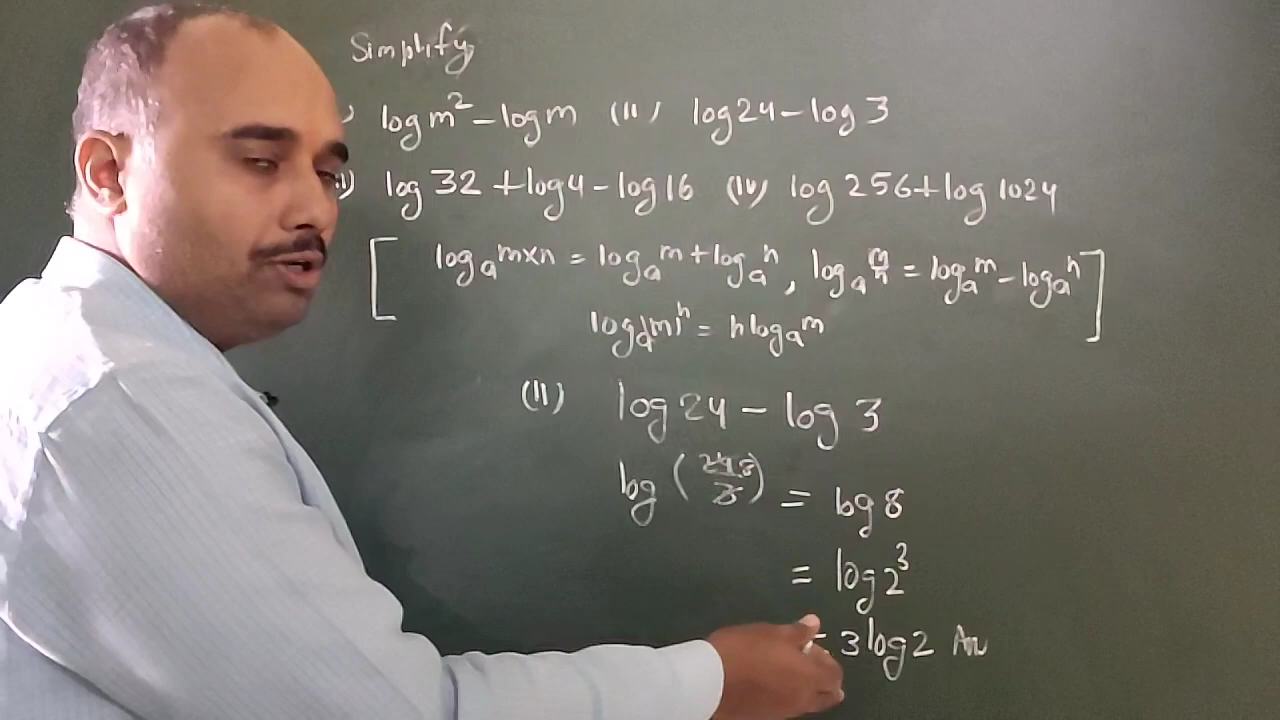 Simplify
) log m² – log m (II) log 24 – log 3
i) log 32 + log 4 – log 16 (IV) log 256 + log 1024
[ logₐ m×n = logₐ m + logₐ n, logₐ m/n = logₐ m – logₐ n ]
logₐ (m)ⁿ = n logₐ m
(II) log 24 – log 3
log (24 8/3) = log 8
= log 2³
= 3 log 2 Ans